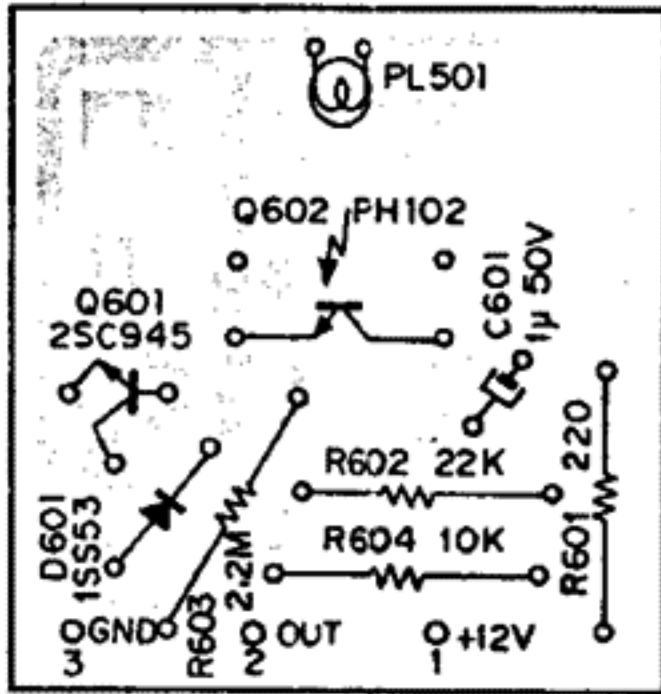 PL501
Q602 PH102
Q601
2SC945
C601
1µ 50V
R602 22K
220
R601
D601
1SS53
R604 10K
R603
2.2M
GND
3
OUT
2
+12V
1